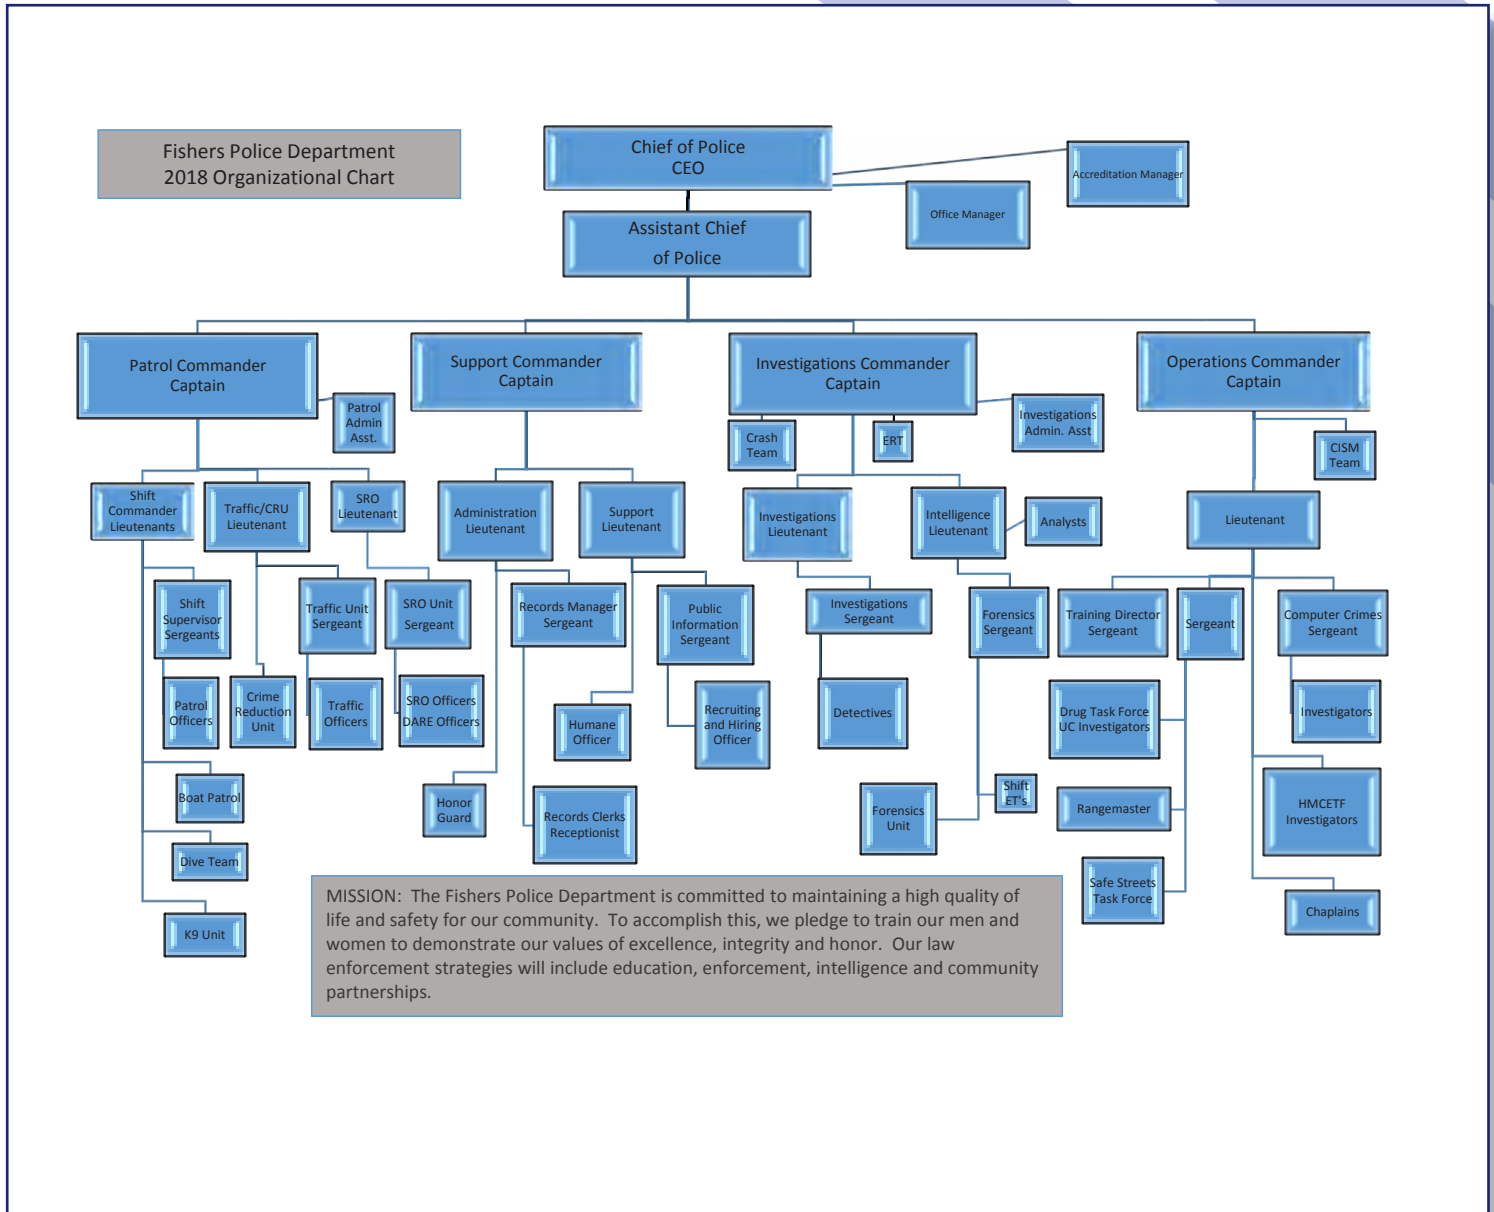 Fishers Police Department
2018 Organizational Chart
Chief of Police
CEO
Accreditation Manager
Office Manager
Assistant Chief
of Police
Patrol Commander
Captain
Support Commander
Captain
Investigations Commander
Captain
Operations Commander
Captain
Patrol
Admin
Asst.
Crash
Team
ERT
Investigations
Admin. Asst
CISM
Team
Shift
Commander
Lieutenants
Traffic/CRU
Lieutenant
SRO
Lieutenant
Administration
Lieutenant
Support
Lieutenant
Investigations
Lieutenant
Intelligence
Lieutenant
Analysts
Lieutenant
Shift
Supervisor
Sergeants
Traffic Unit
Sergeant
SRO Unit
Sergeant
Records Manager
Sergeant
Public
Information
Sergeant
Investigations
Sergeant
Forensics
Sergeant
Training Director
Sergeant
Sergeant
Computer Crimes
Sergeant
Patrol
Officers
Crime
Reduction
Unit
Traffic
Officers
SRO Officers
DARE Officers
Humane
Officer
Recruiting
and Hiring
Officer
Detectives
Drug Task Force
UC Investigators
Investigators
Boat Patrol
Honor
Guard
Records Clerks
Receptionist
Forensics
Unit
Shift
ET's
Rangemaster
HMCETF
Investigators
Dive Team
K9 Unit
Safe Streets
Task Force
Chaplains
MISSION: The Fishers Police Department is committed to maintaining a high quality of
life and safety for our community. To accomplish this, we pledge to train our men and
women to demonstrate our values of excellence, integrity and honor. Our law
enforcement strategies will include education, enforcement, intelligence and community
partnerships.